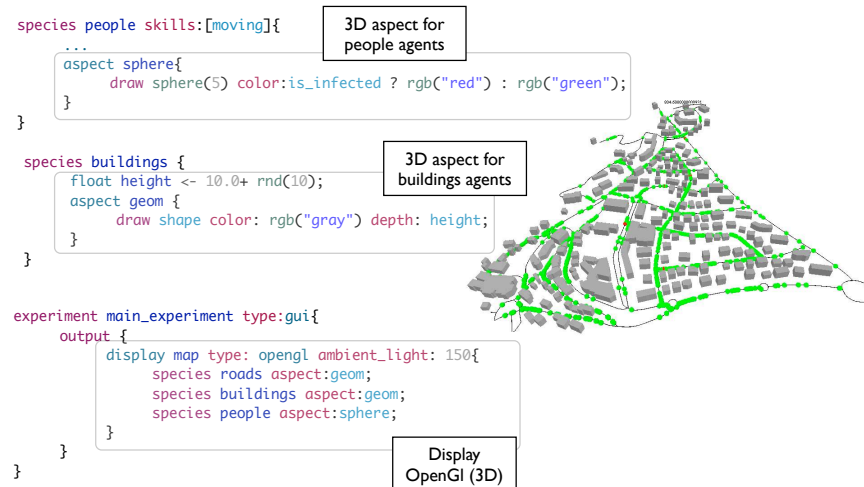 species people skills:[moving]{
...
aspect sphere{
draw sphere(5) color:is_infected ? rgb("red") : rgb("green");
}
}
3D aspect for
people agents
species buildings {
float height <- 10.0+ rnd(10);
aspect geom {
draw shape color: rgb("gray") depth: height;
}
}
3D aspect for
buildings agents
experiment main_experiment type:gui{
output {
display map type: opengl ambient_light: 150{
species roads aspect:geom;
species buildings aspect:geom;
species people aspect:sphere;
}
}
}
Display
OpenGl (3D)